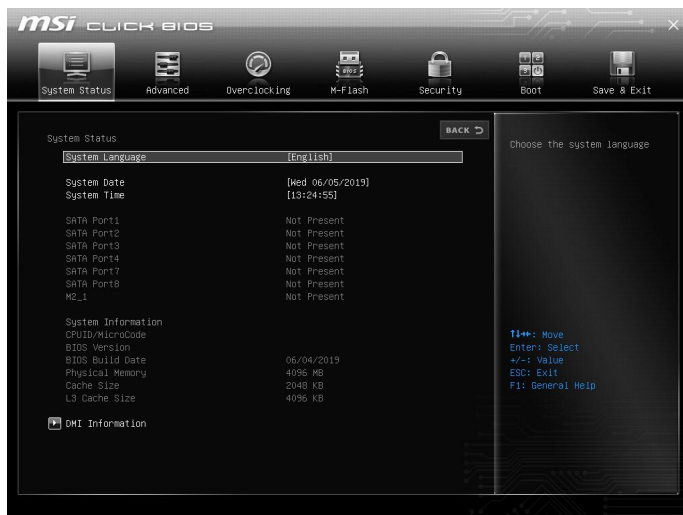 msi CLICK BIOS
X
System Status Advanced Overclocking M-Flash Security Boot Save & Exit
System Status
BACK
System Language [English]
System Date [Wed 06/05/2019]
System Time [13:24:55]
SATA Port1 Not Present
SATA Port2 Not Present
SATA Port3 Not Present
SATA Port4 Not Present
SATA Port7 Not Present
SATA Port8 Not Present
M2_1 Not Present
System Information
CPUID/MicroCode
BIOS Version
BIOS Build Date 06/04/2019
Physical Memory 4096 MB
Cache Size 2048 KB
L3 Cache Size 4096 KB
DMI Information
Choose the system language
↑↓←→: Move
Enter: Select
+/-: Value
ESC: Exit
F1: General Help